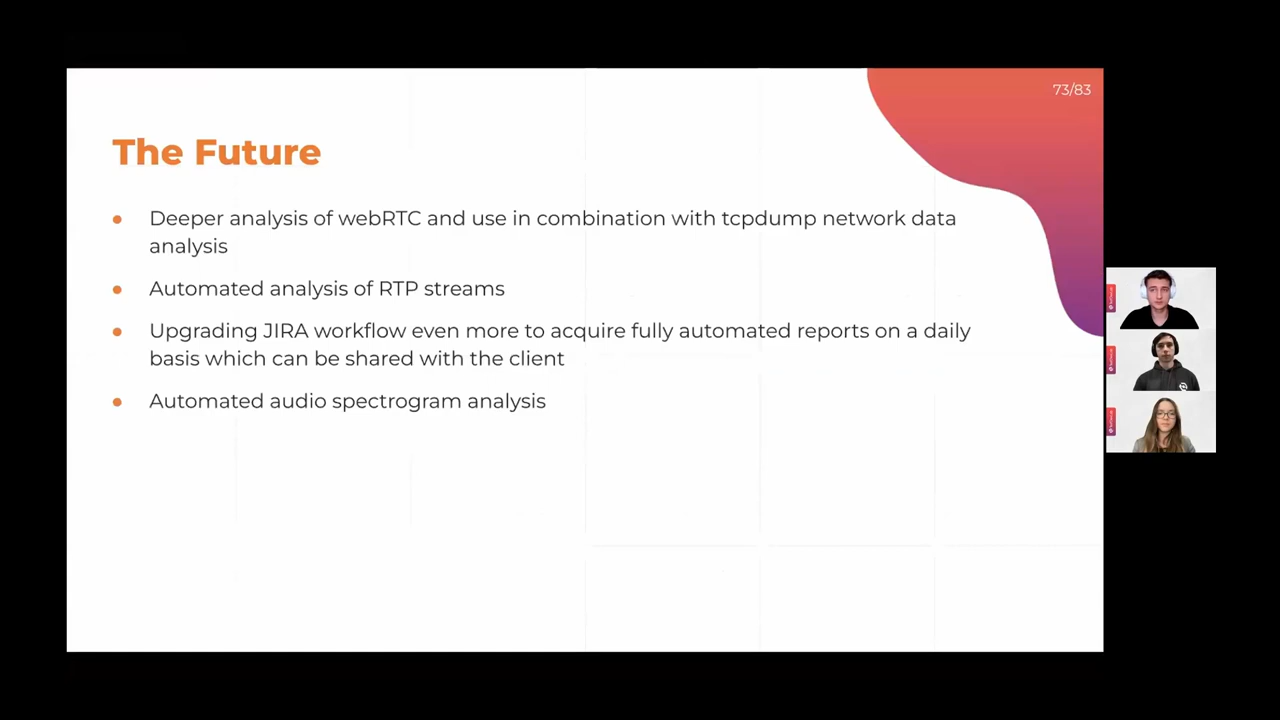 73/83
The Future
● Deeper analysis of webRTC and use in combination with tcpdump network data
analysis
● Automated analysis of RTP streams
● Upgrading JIRA workflow even more to acquire fully automated reports on a daily
basis which can be shared with the client
● Automated audio spectrogram analysis